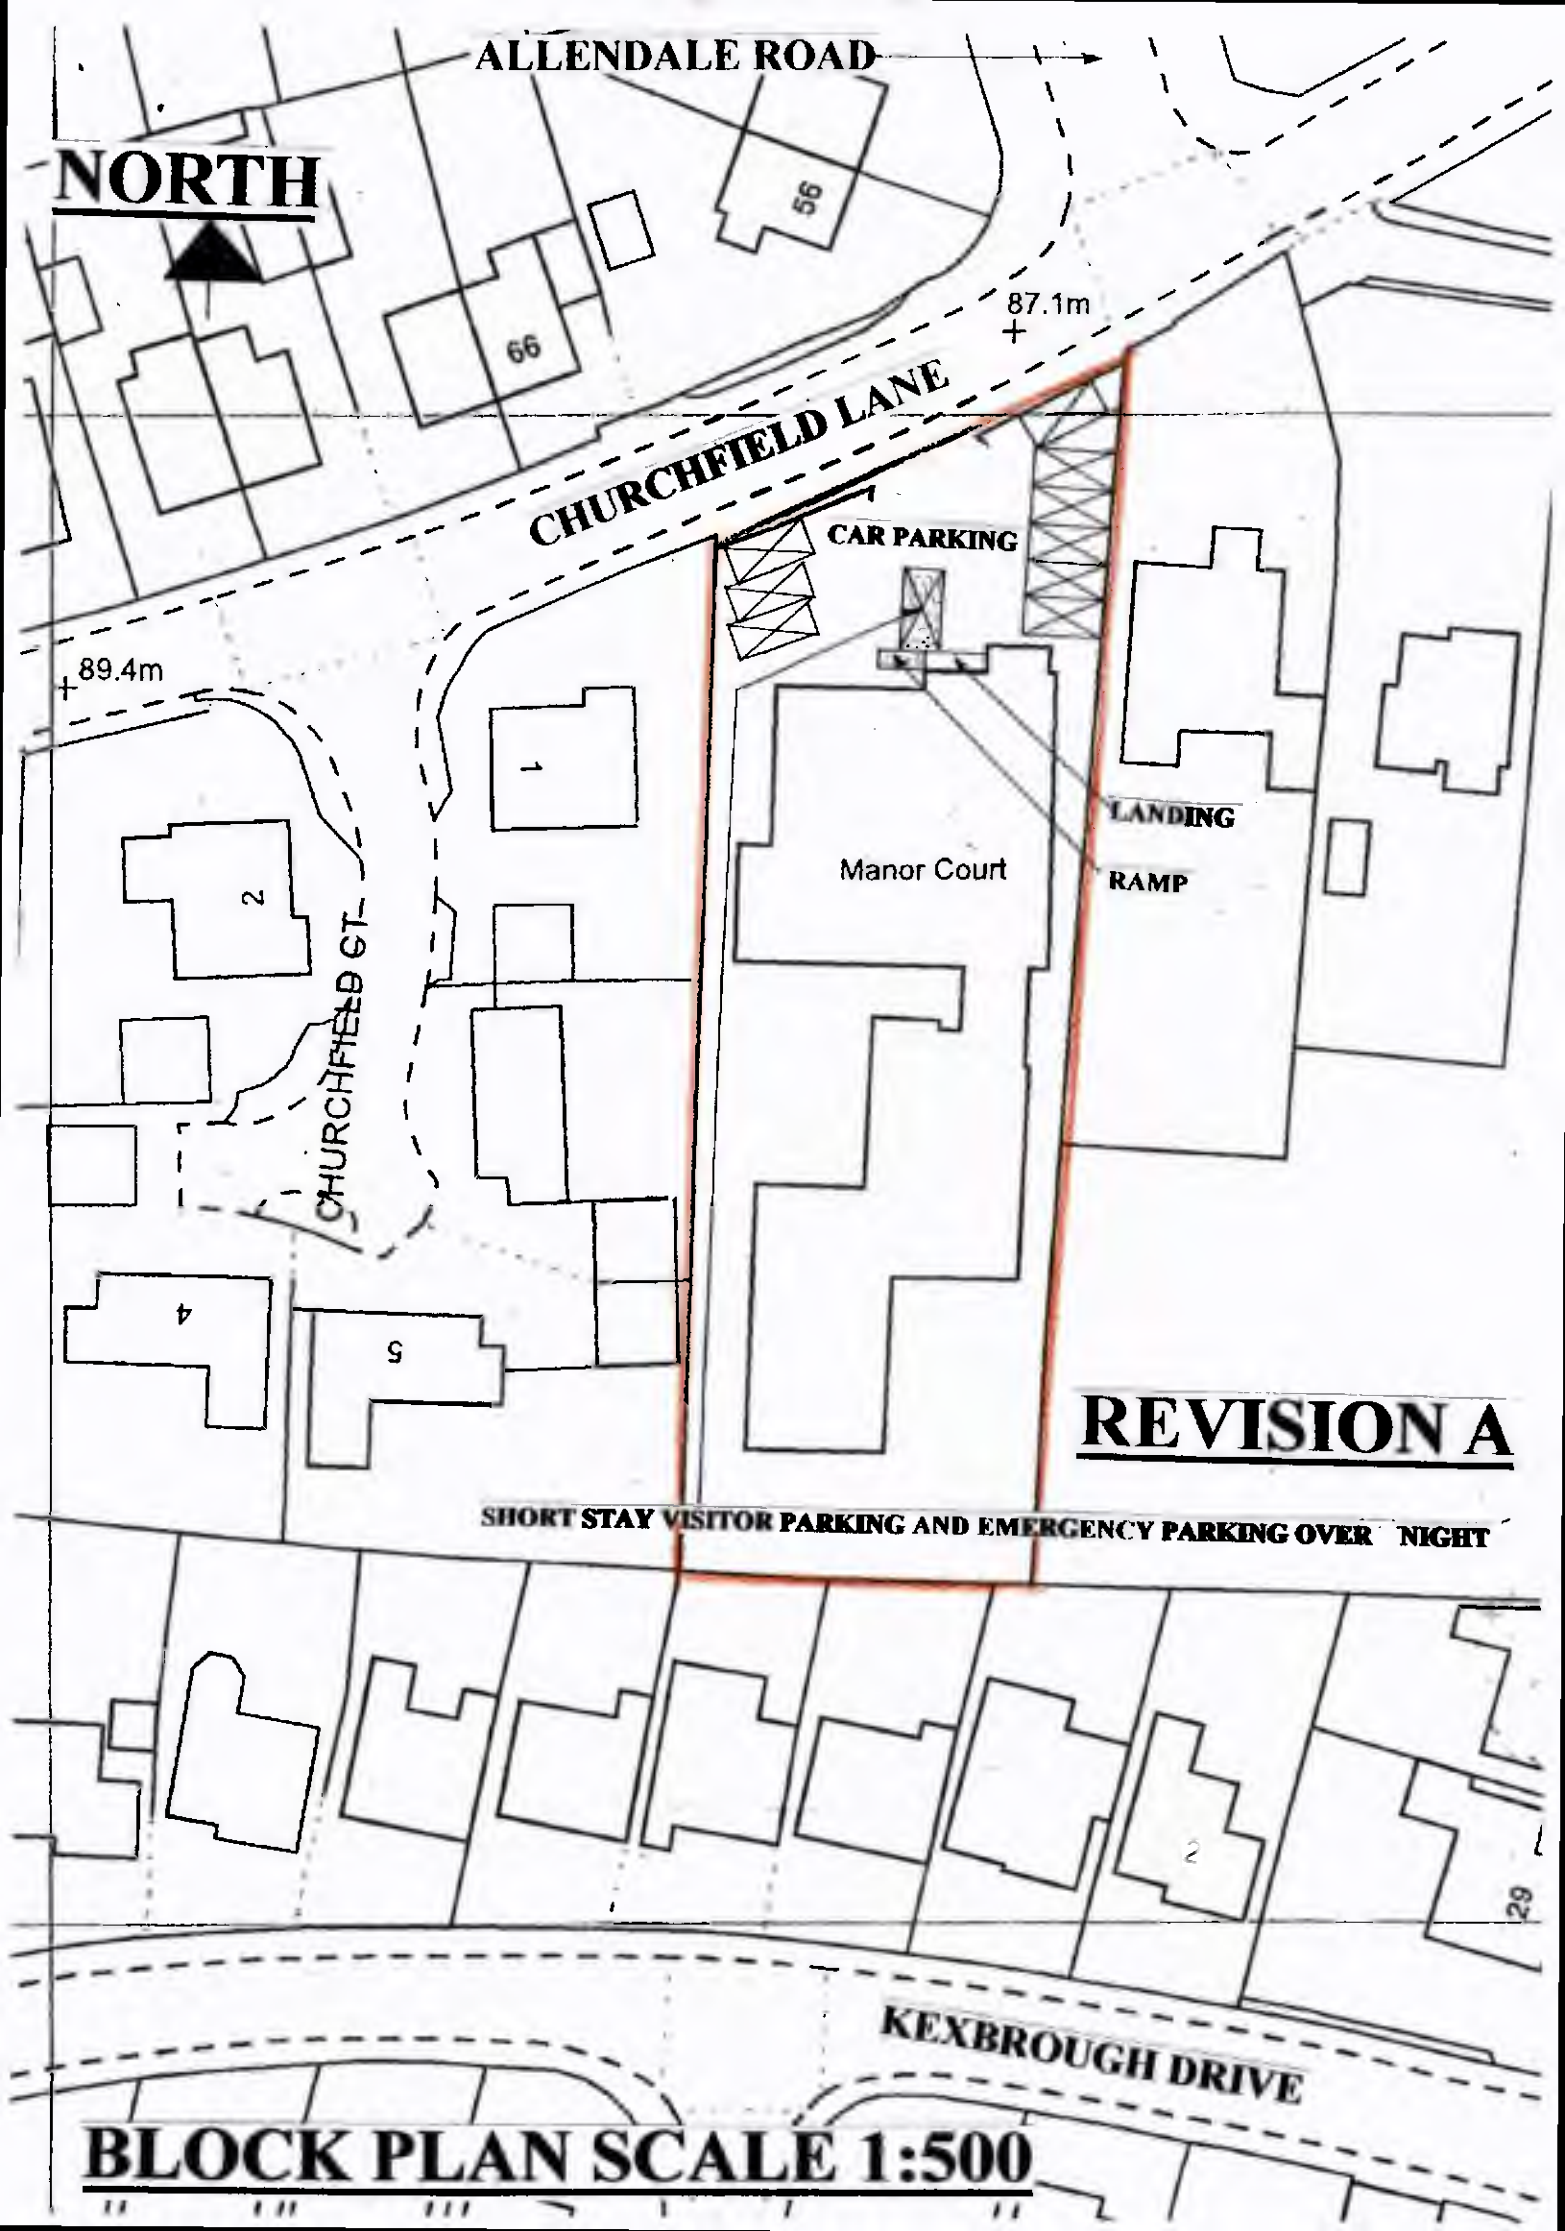 ALLENDALE ROAD
NORTH
56
66
87.1m
CHURCHFIELD LANE
CAR PARKING
89.4m
1
LANDING
Manor Court
RAMP
2
CHURCHFIELD CT
4
5
REVISION A
SHORT STAY VISITOR PARKING AND EMERGENCY PARKING OVER NIGHT
2
29
KEXBROUGH DRIVE
BLOCK PLAN SCALE 1:500